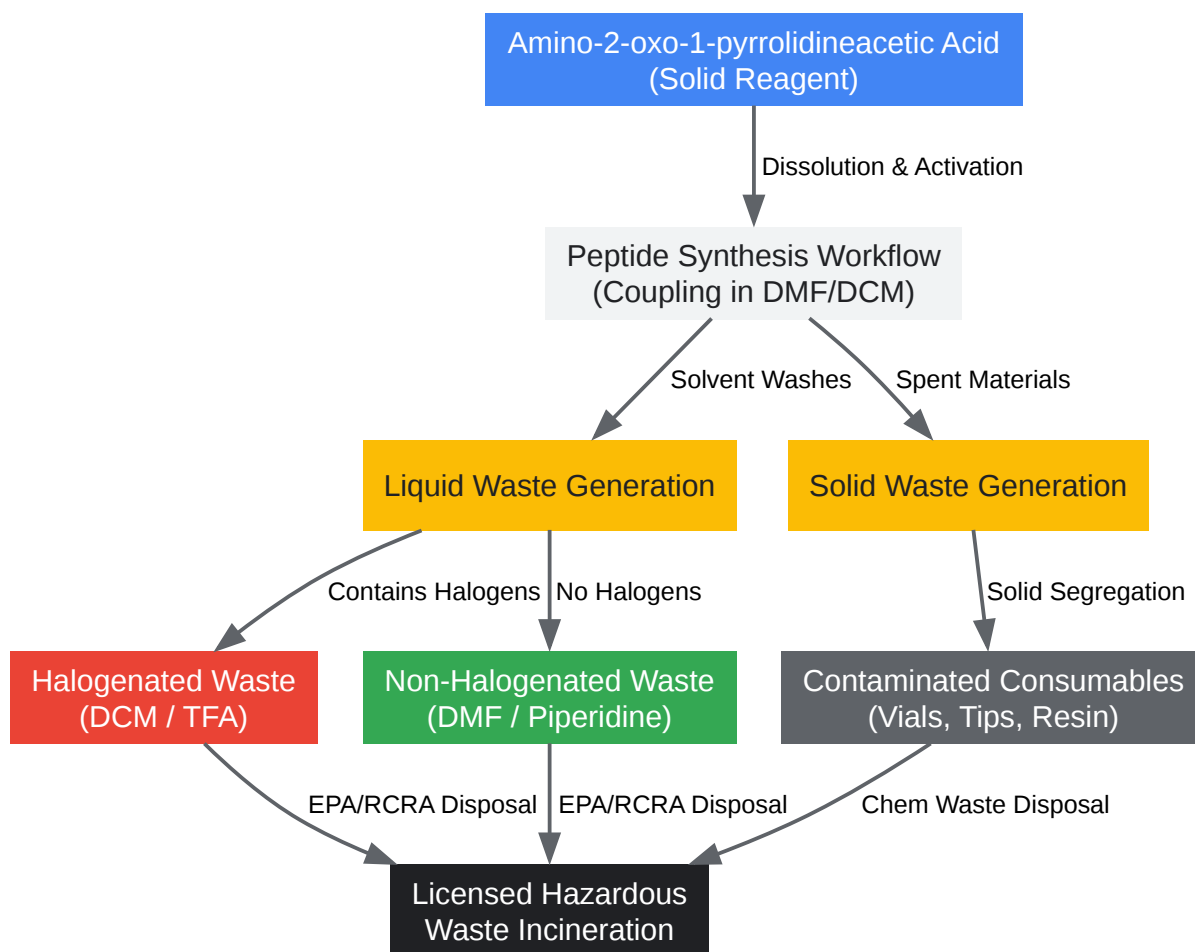 Amino-2-oxo-1-pyrrolidineacetic Acid
(Solid Reagent)
Dissolution & Activation
Peptide Synthesis Workflow
(Coupling in DMF/DCM)
Solvent Washes
Spent Materials
Liquid Waste Generation
Solid Waste Generation
Contains Halogens
No Halogens
Solid Segregation
Halogenated Waste
(DCM / TFA)
Non-Halogenated Waste
(DMF / Piperidine)
Contaminated Consumables
(Vials, Tips, Resin)
EPA/RCRA Disposal
EPA/RCRA Disposal
Chem Waste Disposal
Licensed Hazardous
Waste Incineration